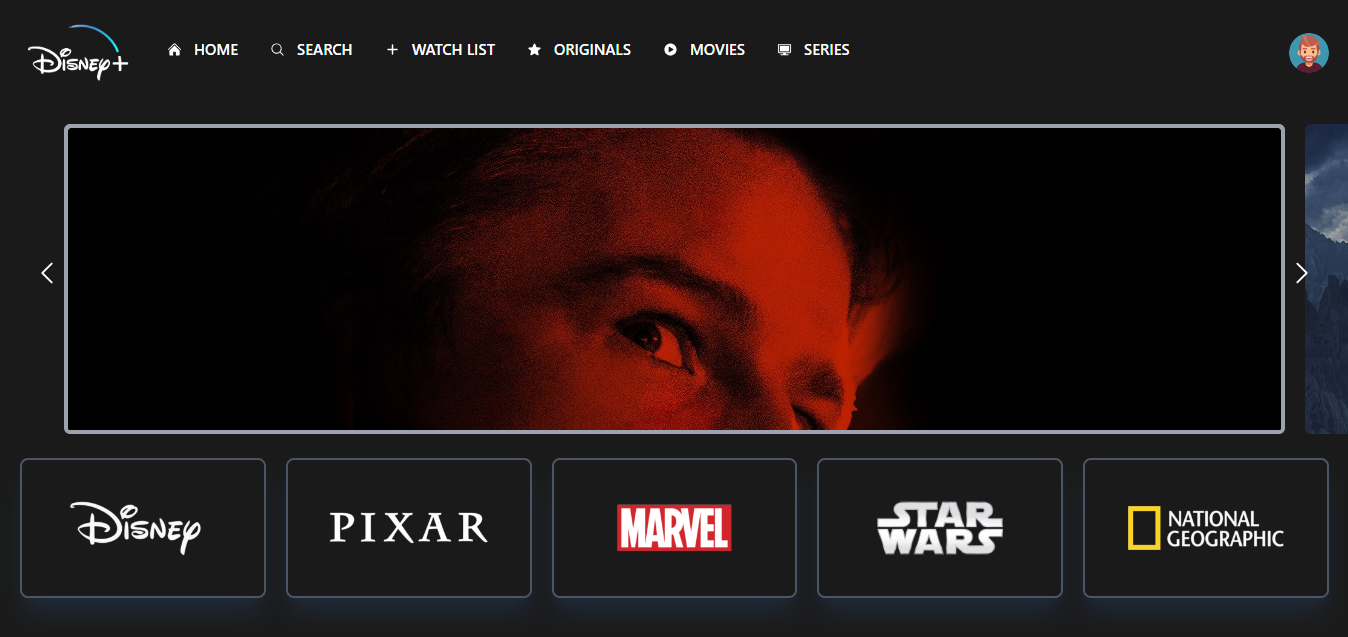 Disney+
HOME
SEARCH
WATCH LIST
ORIGINALS
MOVIES
SERIES
Disney
PIXAR
MARVEL
STAR
WARS
NATIONAL
GEOGRAPHIC